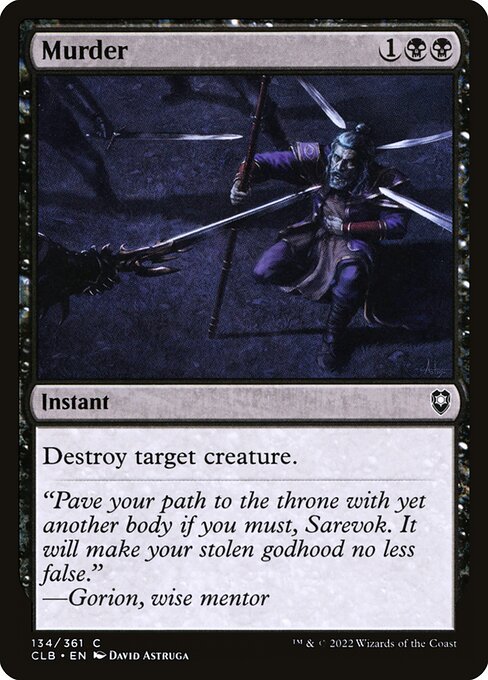 Murder 1
Instant
Destroy target creature.
“Pave your path to the throne with yet
another body if you must, Sarevok. It
will make your stolen godhood no less
false.”
—Gorion, wise mentor
134/361 C
CLB • EN David Astruga
™ & © 2022 Wizards of the Coast